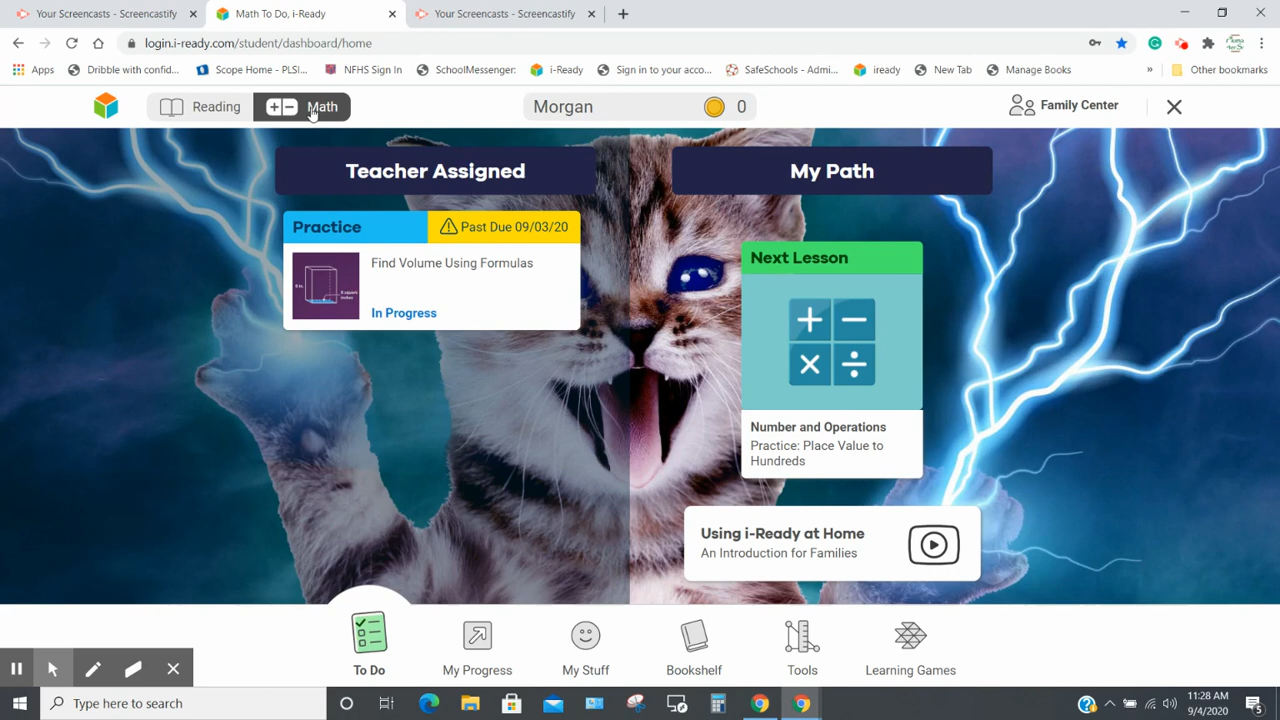 Your Screencasts - Screencastify
Math To Do, i-Ready
Your Screencasts - Screencastify
login.i-ready.com/student/dashboard/home
Apps
Dribble with confid...
Scope Home - PLSI...
NFHS Sign In
SchoolMessenger:
i-Ready
Sign in to your acco...
SafeSchools - Admi...
iready
New Tab
Manage Books
»
Other bookmarks
Reading
Math
Morgan
0
Family Center
Teacher Assigned
My Path
Practice
Past Due 09/03/20
Find Volume Using Formulas
In Progress
Next Lesson
Number and Operations
Practice: Place Value to
Hundreds
Using i-Ready at Home
An Introduction for Families
To Do
My Progress
My Stuff
Bookshelf
Tools
Learning Games
Type here to search
11:28 AM
9/4/2020
5